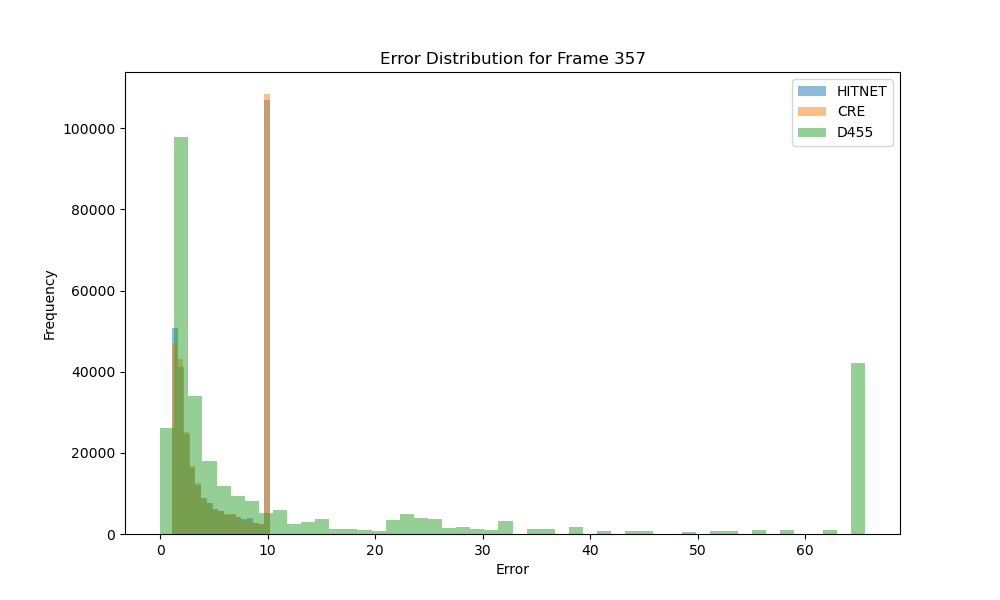 Error Distribution for Frame 357
HITNET
CRE
D455
100000
80000
60000
40000
20000
0
Frequency
0 10 20 30 40 50 60
Error